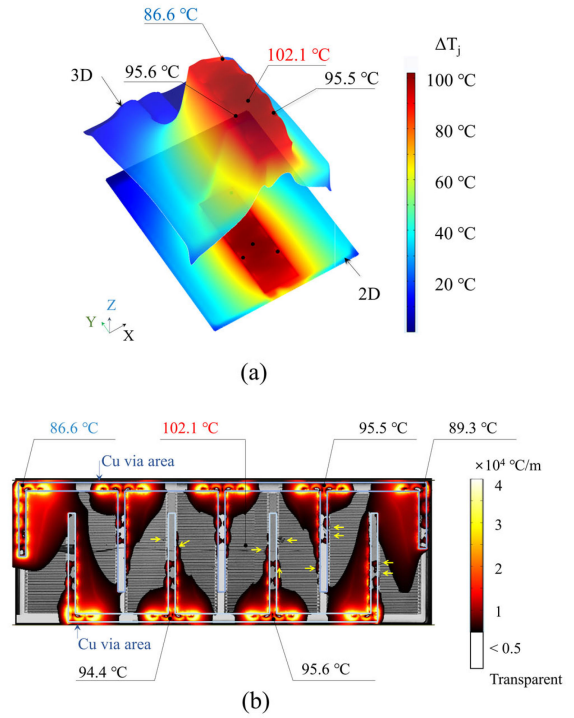 86.6 ℃
102.1 ℃
95.6 ℃
95.5 ℃
3D
ΔTj
100 ℃
80 ℃
60 ℃
40 ℃
20 ℃
2D
Z
Y
X
(a)
86.6 ℃
102.1 ℃
95.5 ℃
89.3 ℃
Cu via area
×10⁴ ℃/m
4
3
2
1
< 0.5
Transparent
Cu via area
94.4 ℃
95.6 ℃
(b)